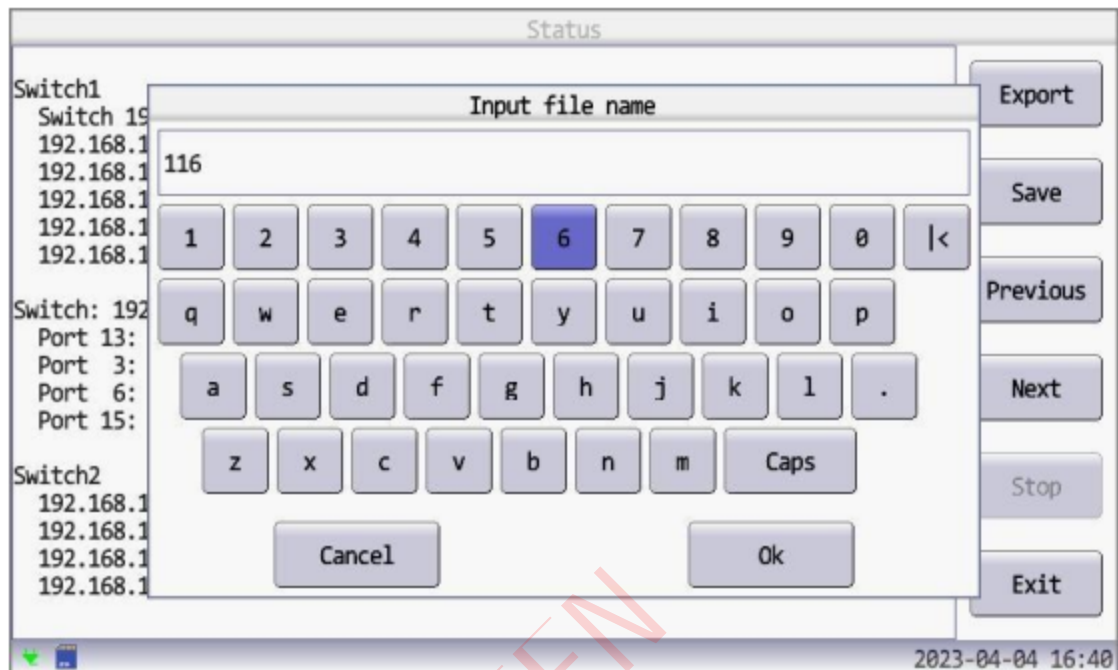 Status
Switch1
Switch 19
192.168.1
192.168.1
192.168.1
192.168.1
192.168.1
Switch: 192
Port 13:
Port 3:
Port 6:
Port 15:
Switch2
192.168.1
192.168.1
192.168.1
192.168.1
Input file name
116
1 2 3 4 5 6 7 8 9 0 |<
q w e r t y u i o p
a s d f g h j k l .
z x c v b n m Caps
Cancel Ok
Export
Save
Previous
Next
Stop
Exit
2023-04-04 16:40
EN